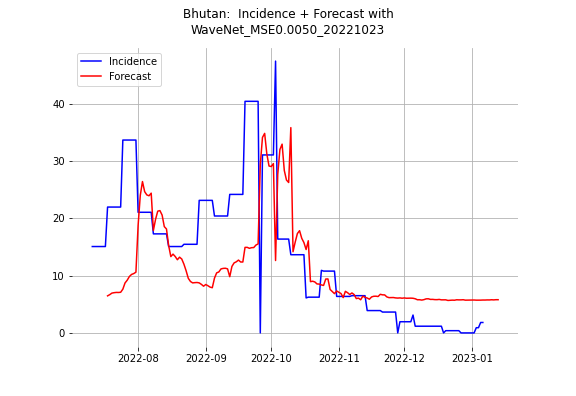 Bhutan:  Incidence + Forecast with
WaveNet_MSE0.0050_20221023
Incidence
Forecast
40
30
20
10
0
2022-08
2022-09
2022-10
2022-11
2022-12
2023-01